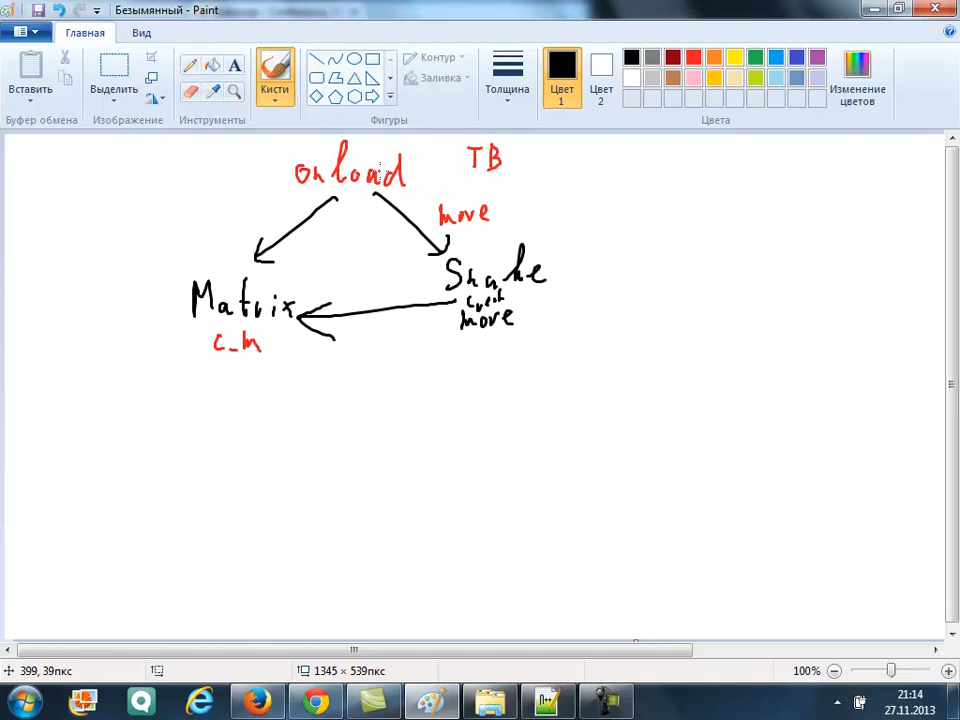 Безымянный - Paint
Главная
Вид
Вставить
Выделить
Кисти
Контур
Заливка
Толщина
Цвет 1
Цвет 2
Изменение цветов
Буфер обмена
Изображение
Инструменты
Фигуры
Цвета
onload
TB
move
Matrix
c_m
Snake
move
399, 39пкс
1345 × 539пкс
100%
21:14
27.11.2013